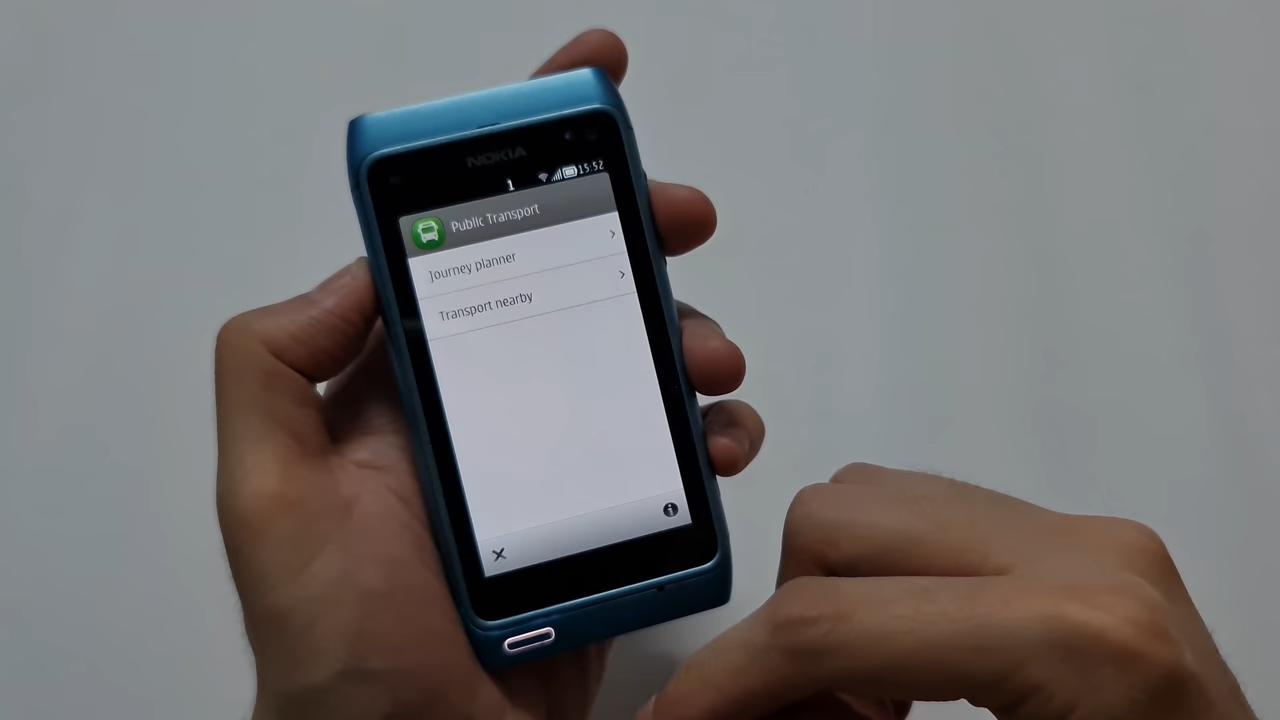 NOKIA
1 15:52
Public Transport
Journey planner
Transport nearby